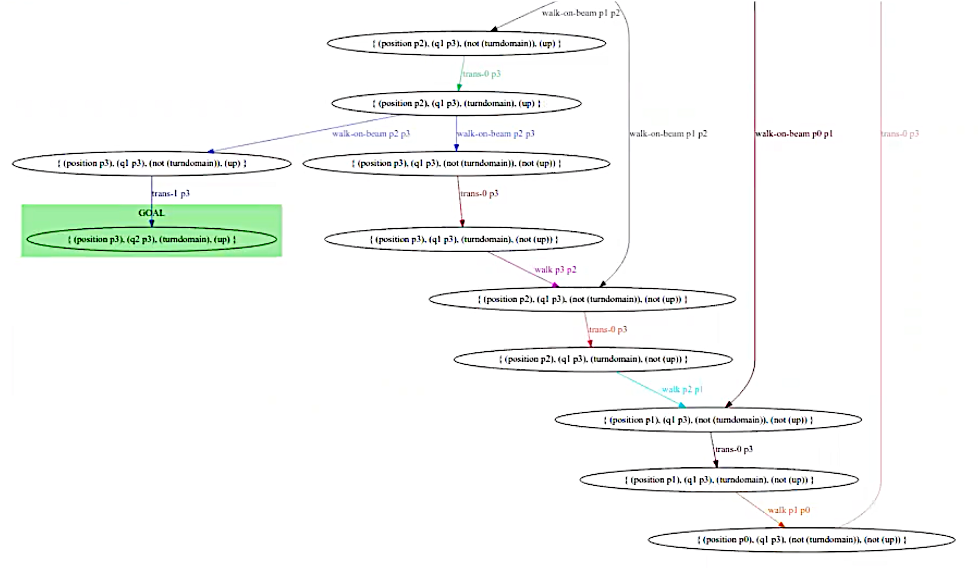 walk-on-beam p1 p2
{ (position p2), (q1 p3), (not (turndomain)), (up) }
trans-0 p3
{ (position p2), (q1 p3), (turndomain), (up) }
walk-on-beam p2 p3
walk-on-beam p2 p3
walk-on-beam p1 p2
walk-on-beam p0 p1
trans-0 p3
{ (position p3), (q1 p3), (not (turndomain)), (up) }
{ (position p3), (q1 p3), (not (turndomain)), (not (up)) }
trans-1 p3
trans-0 p3
GOAL
{ (position p3), (q2 p3), (turndomain), (up) }
{ (position p3), (q1 p3), (turndomain), (not (up)) }
walk p3 p2
{ (position p2), (q1 p3), (not (turndomain)), (not (up)) }
trans-0 p3
{ (position p2), (q1 p3), (turndomain), (not (up)) }
walk p2 p1
{ (position p1), (q1 p3), (not (turndomain)), (not (up)) }
trans-0 p3
{ (position p1), (q1 p3), (turndomain), (not (up)) }
walk p1 p0
{ (position p0), (q1 p3), (not (turndomain)), (not (up)) }